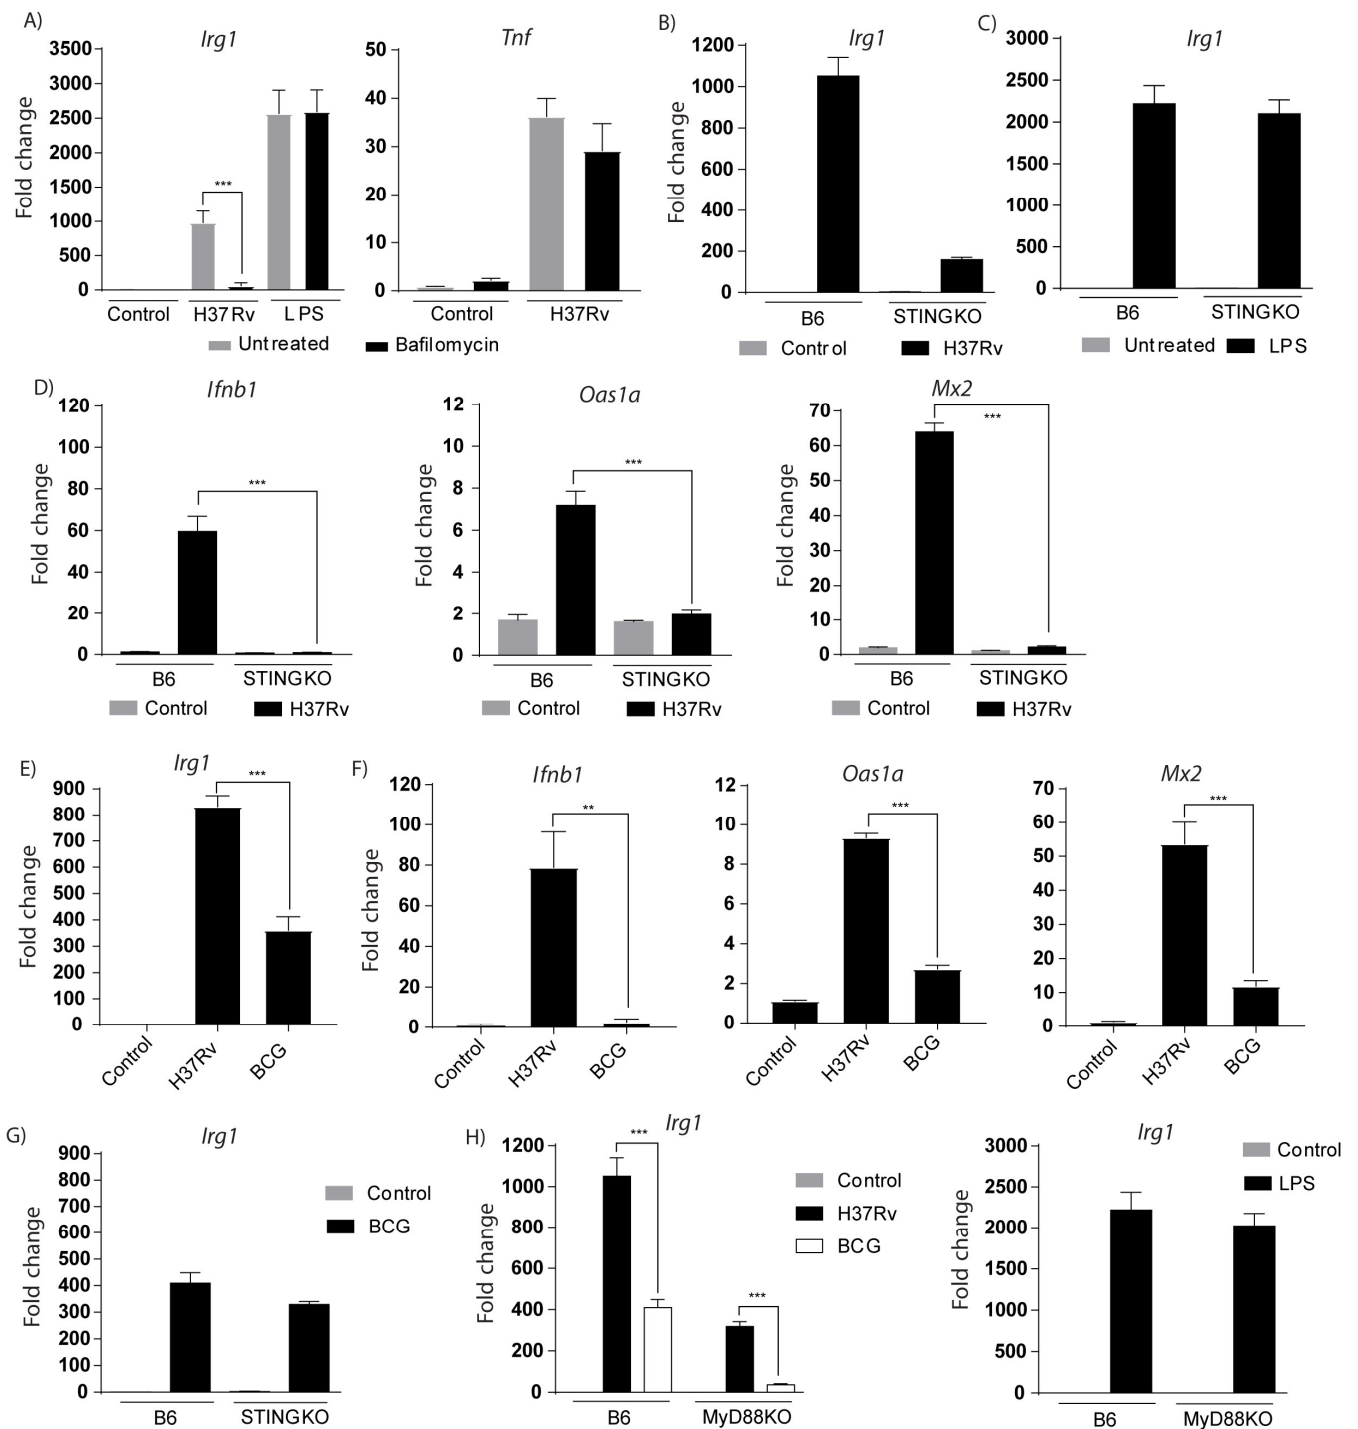 A)
Irg1
Fold change
3500
3000
2500
2000
1500
1000
500
0
***
Control H37Rv LPS
Tnf
50
40
30
20
10
0
Control H37Rv
Untreated Bafilomycin
B)
Irg1
Fold change
1200
1000
800
600
400
200
0
B6 STINGKO
Control H37Rv
C)
Irg1
Fold change
3000
2500
2000
1500
1000
500
0
B6 STINGKO
Untreated LPS
D)
Ifnb1
Fold change
120
100
80
60
40
20
0
***
B6 STINGKO
Control H37Rv
Oas1a
Fold change
12
10
8
6
4
2
0
***
B6 STINGKO
Control H37Rv
Mx2
Fold change
70
60
50
40
30
20
10
0
***
B6 STINGKO
Control H37Rv
E)
Irg1
Fold change
900
800
700
600
500
400
300
200
100
0
***
Control H37Rv BCG
F)
Ifnb1
Fold change
120
100
80
60
40
20
0
**
Control H37Rv BCG
Oas1a
12
10
8
6
4
2
0
***
Control H37Rv BCG
Mx2
70
60
50
40
30
20
10
0
***
Control H37Rv BCG
G)
Irg1
Fold change
900
800
700
600
500
400
300
200
100
0
Control
BCG
B6 STINGKO
H)
Irg1
Fold change
1200
1000
800
600
400
200
0
***
***
Control
H37Rv
BCG
B6 MyD88KO
Irg1
Fold change
3000
2500
2000
1500
1000
500
0
Control
LPS
B6 MyD88KO